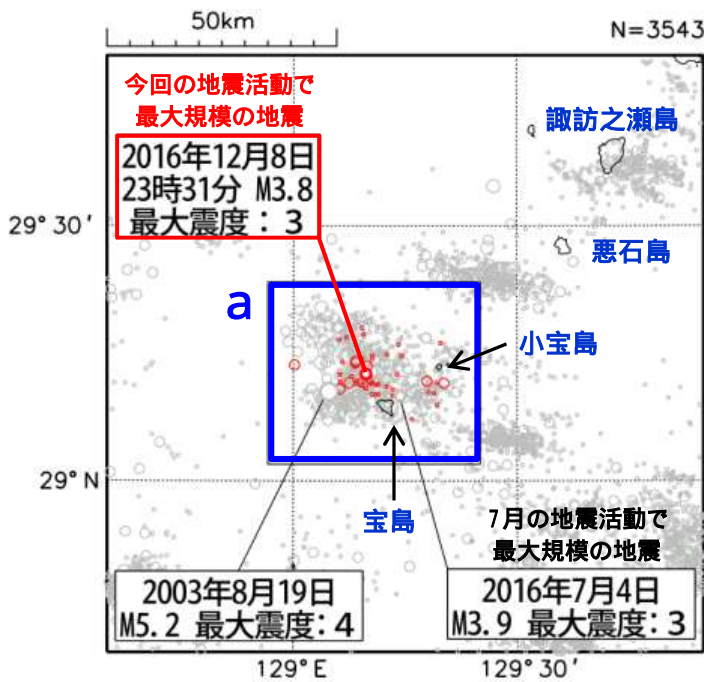 50km
N=3543
今回の地震活動で
最大規模の地震
2016年12月8日
23時31分 M3.8
最大震度：3
諏訪之瀬島
29°30′
悪石島
a
小宝島
29°N
宝島
7月の地震活動で
最大規模の地震
2003年8月19日
M5.2 最大震度：4
2016年7月4日
M3.9 最大震度：3
129°E
129°30′